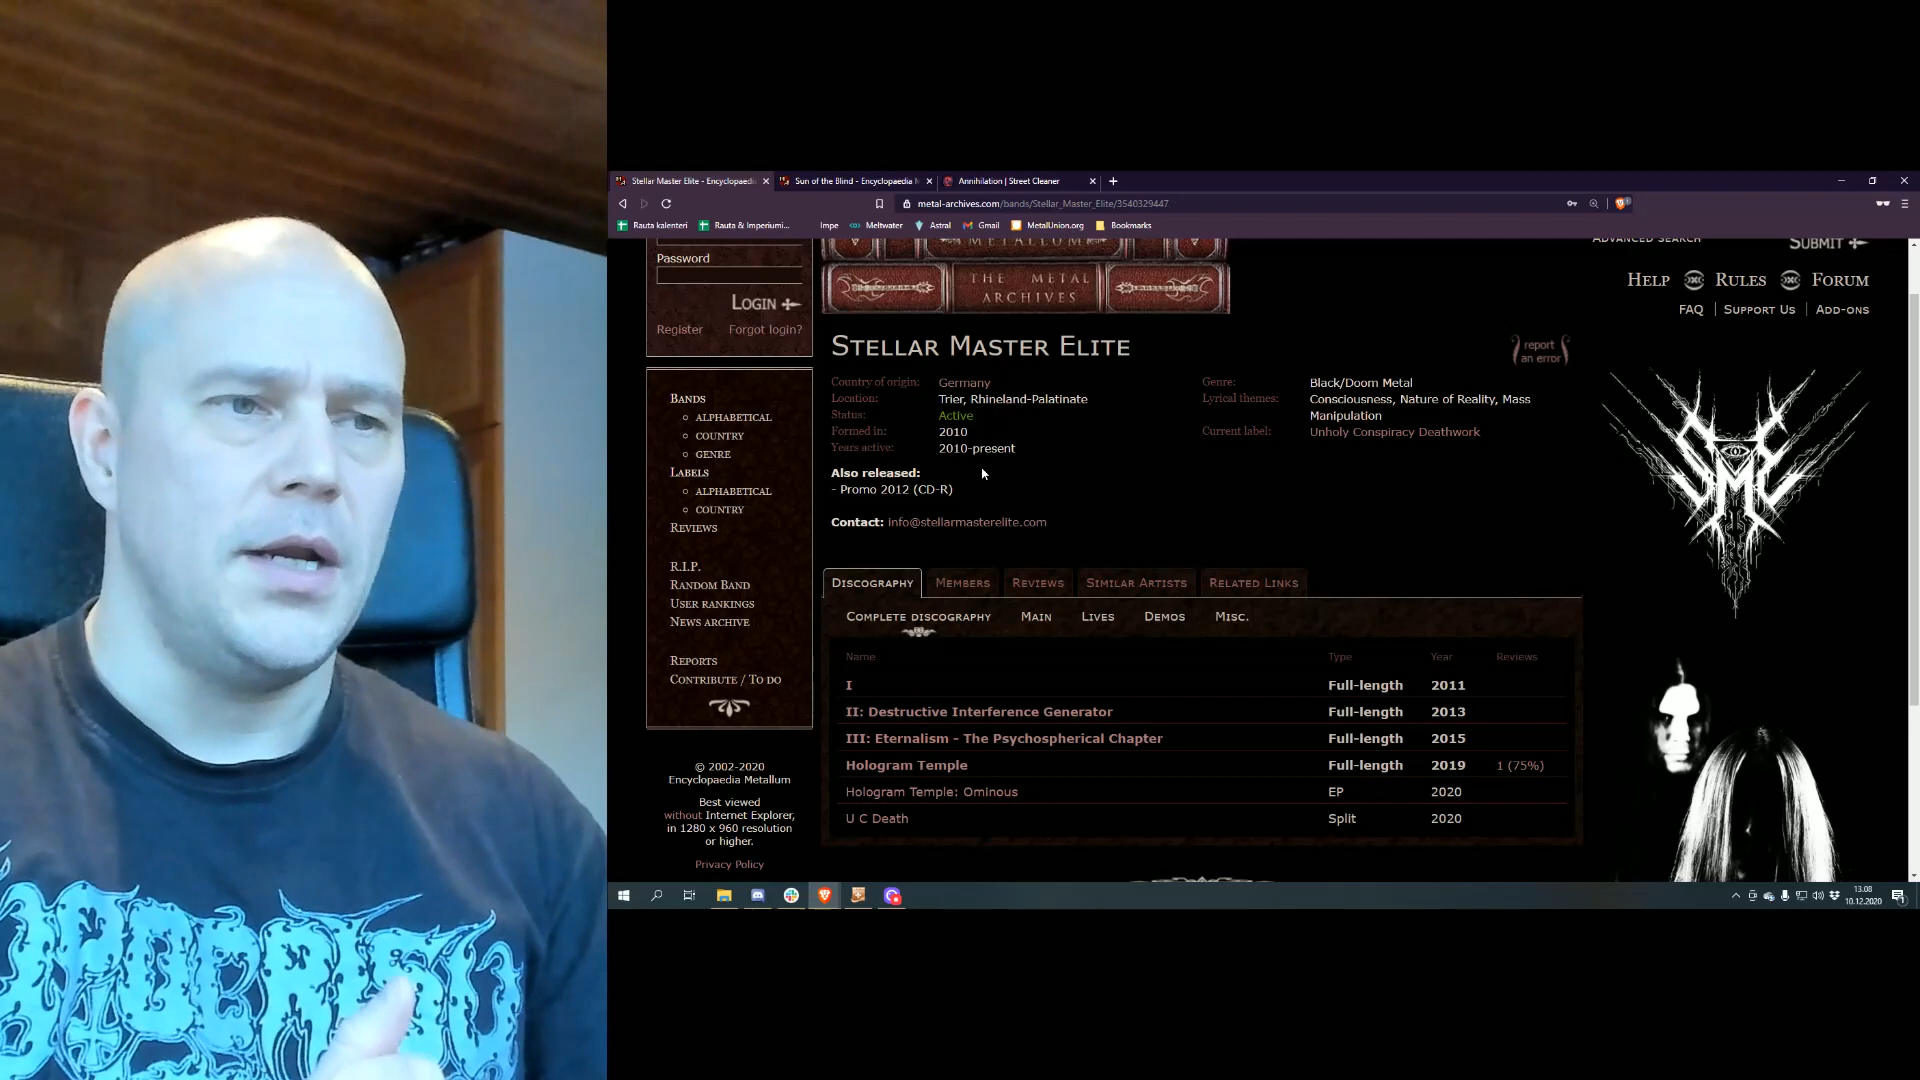 Stellar Master Elite - Encyclopaedi
Sun of the Blind - Encyclopaedia M
Annihilation | Street Cleaner
metal-archives.com/bands/Stellar_Master_Elite/3540329447
Rauta kalenteri
Rauta & Imperiumi...
Impe
Meltwater
Astral
Gmail
MetalUnion.org
Bookmarks
METALLUM
THE METAL
ARCHIVES
ADVANCED SEARCH
SUBMIT
HELP
RULES
FORUM
FAQ
SUPPORT US
ADD-ONS
Password
LOGIN
Register
Forgot login?
BANDS
ALPHABETICAL
COUNTRY
GENRE
LABELS
ALPHABETICAL
COUNTRY
REVIEWS
R.I.P.
RANDOM BAND
USER RANKINGS
NEWS ARCHIVE
REPORTS
CONTRIBUTE / TO DO
© 2002-2020
Encyclopaedia Metallum
Best viewed
without Internet Explorer,
in 1280 x 960 resolution
or higher.
Privacy Policy
STELLAR MASTER ELITE
report
an error
Country of origin: Germany
Location: Trier, Rhineland-Palatinate
Status: Active
Formed in: 2010
Years active: 2010-present
Genre: Black/Doom Metal
Lyrical themes: Consciousness, Nature of Reality, Mass
Manipulation
Current label: Unholy Conspiracy Deathwork
Also released:
- Promo 2012 (CD-R)
Contact: info@stellarmasterelite.com
DISCOGRAPHY
MEMBERS
REVIEWS
SIMILAR ARTISTS
RELATED LINKS
COMPLETE DISCOGRAPHY
MAIN
LIVES
DEMOS
MISC.
Name Type Year Reviews
I Full-length 2011
II: Destructive Interference Generator Full-length 2013
III: Eternalism - The Psychospherical Chapter Full-length 2015
Hologram Temple Full-length 2019 1 (75%)
Hologram Temple: Ominous EP 2020
U C Death Split 2020
SME
13.08
10.12.2020